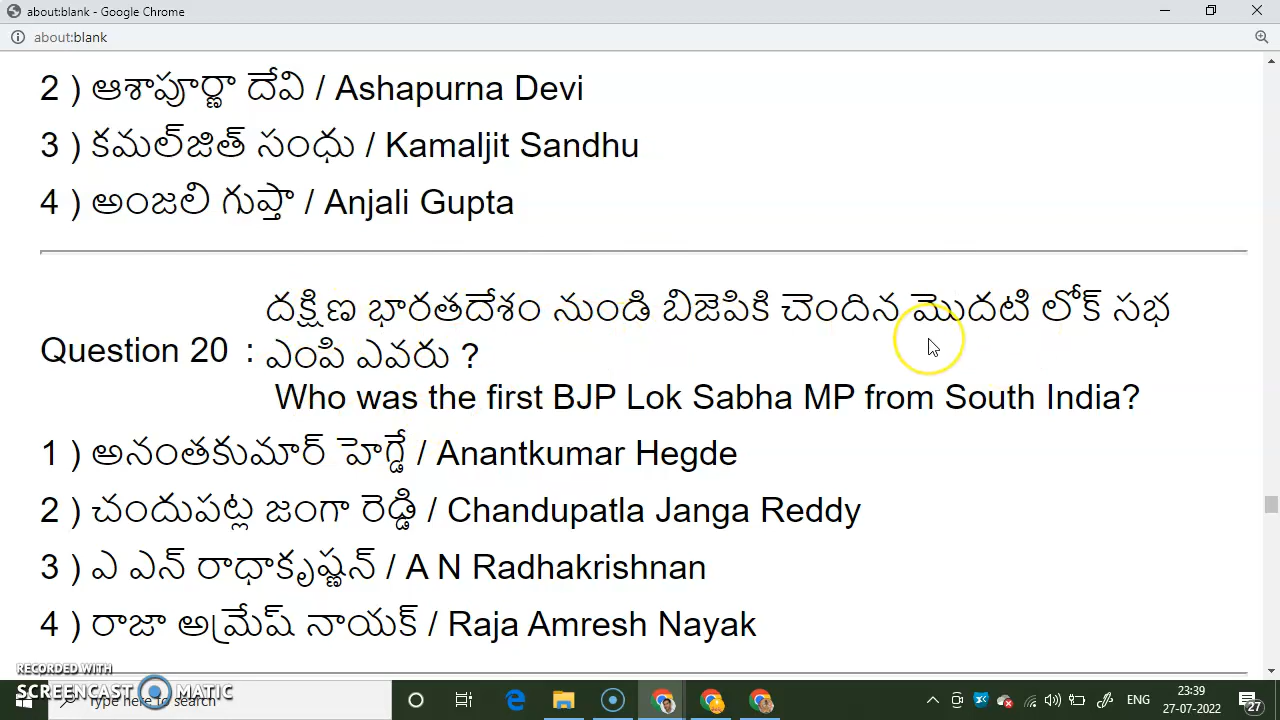 about:blank - Google Chrome
about:blank
2 ) ఆశాపూర్ణా దేవి / Ashapurna Devi
3 ) కమల్‌జిత్ సంధు / Kamaljit Sandhu
4 ) అంజలి గుప్తా / Anjali Gupta
దక్షిణ భారతదేశం నుండి బిజెపికి చెందిన మొదటి లోక్ సభ
Question 20 : ఎంపి ఎవరు ?
Who was the first BJP Lok Sabha MP from South India?
1 ) అనంతకుమార్ హెగ్డే / Anantkumar Hegde
2 ) చందుపట్ల జంగా రెడ్డి / Chandupatla Janga Reddy
3 ) ఎ ఎన్ రాధాకృష్ణన్ / A N Radhakrishnan
4 ) రాజా అమ్రేష్ నాయక్ / Raja Amresh Nayak
RECORDED WITH
SCREENCAST MATIC
Type here to search
ENG
23:39
27-07-2022
27